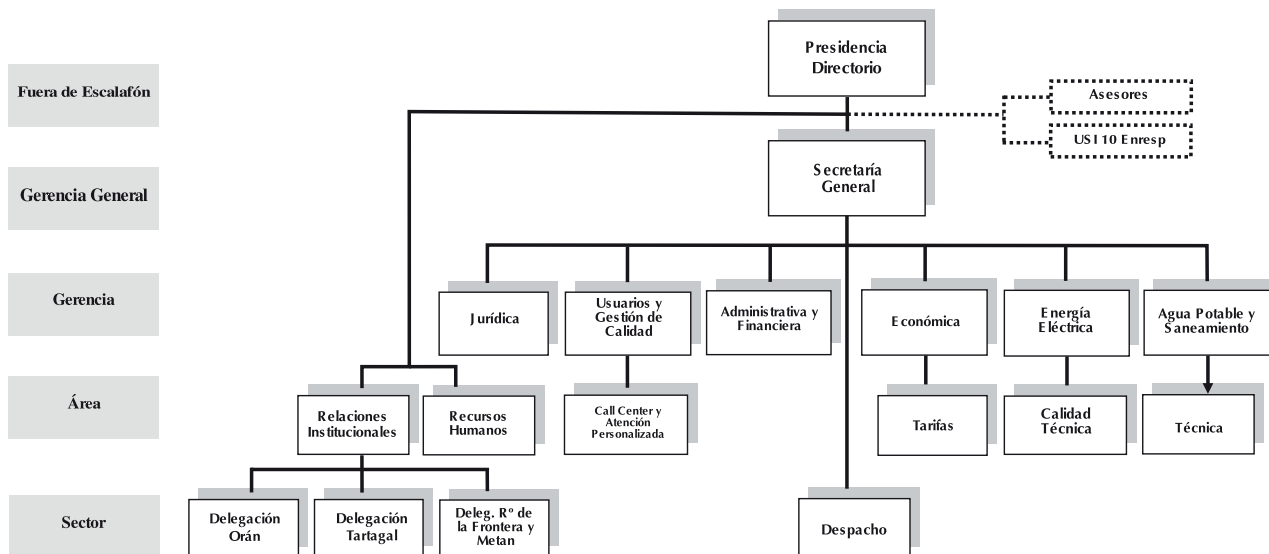 Presidencia
Directorio
Fuera de Escalafón
Asesores
USI 10 Enresp
Gerencia General
Secretaría
General
Gerencia
Jurídica
Usuarios y
Gestión de
Calidad
Administrativa y
Financiera
Económica
Energía
Eléctrica
Agua Potable y
Saneamiento
Área
Relaciones
Institucionales
Recursos
Humanos
Call Center y
Atención
Personalizada
Tarifas
Calidad
Técnica
Técnica
Sector
Delegación
Orán
Delegación
Tartagal
Deleg. Rº de
la Frontera y
Metan
Despacho